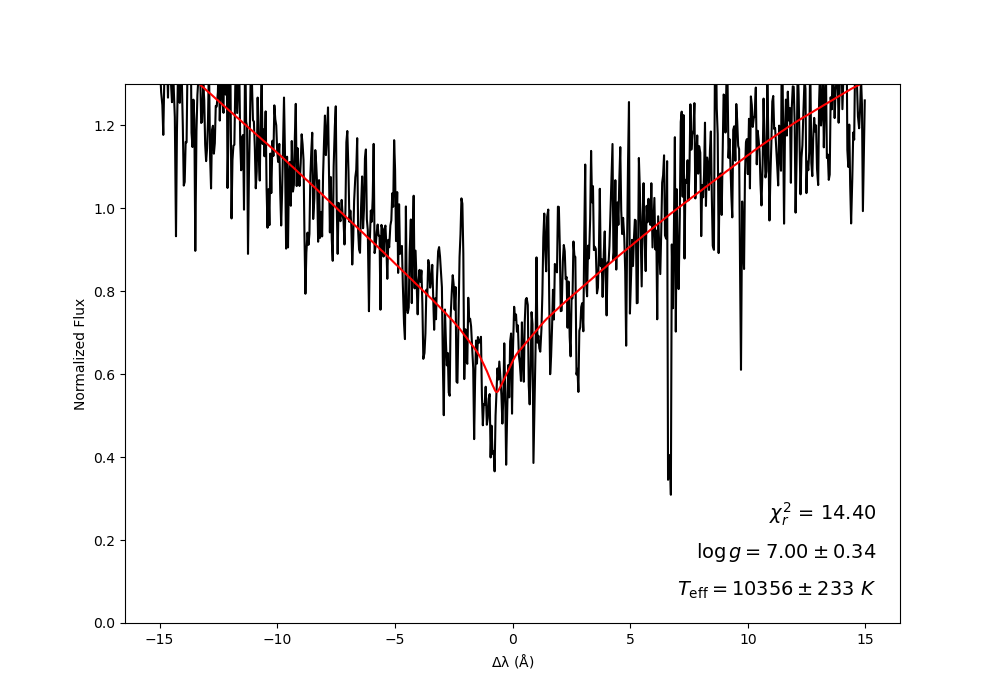 1.2
1.0
0.8
0.6
0.4
0.2
0.0
Normalized Flux
χ²ᵣ = 14.40
log g = 7.00 ± 0.34
T_eff = 10356 ± 233 K
−15 −10 −5 0 5 10 15
Δλ (Å)